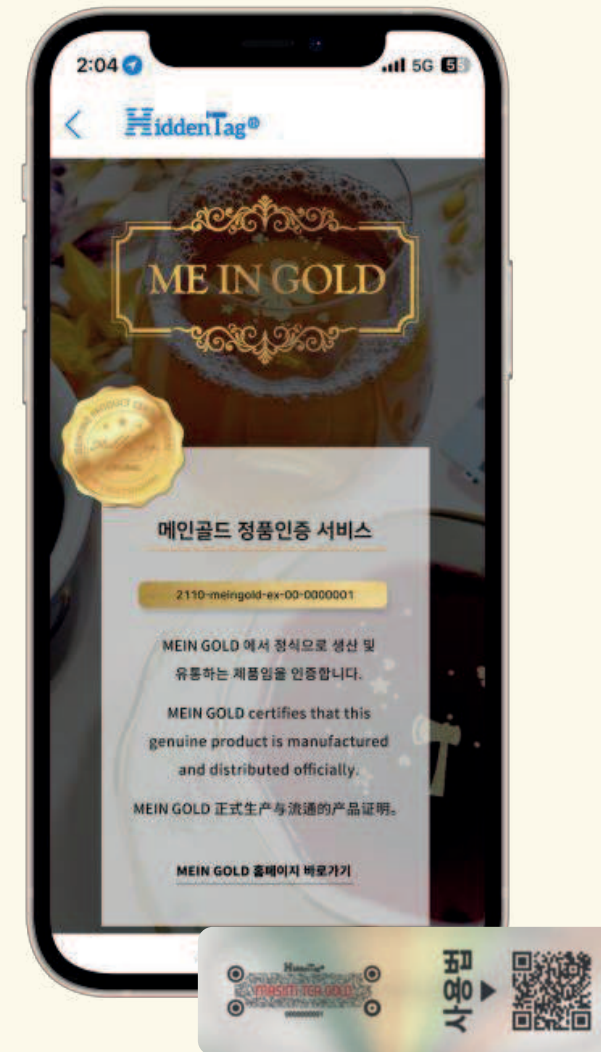 2:04
5G
HiddenTag®
ME IN GOLD
메인골드 정품인증 서비스
2110-meingold-ex-00-0000001
MEIN GOLD 에서 정식으로 생산 및
유통하는 제품임을 인증합니다.
MEIN GOLD certifies that this
genuine product is manufactured
and distributed officially.
MEIN GOLD 正式生产与流通的产品证明。
MEIN GOLD 홈페이지 바로가기
HiddenTag®
MASIM TEA GOLD
사용법